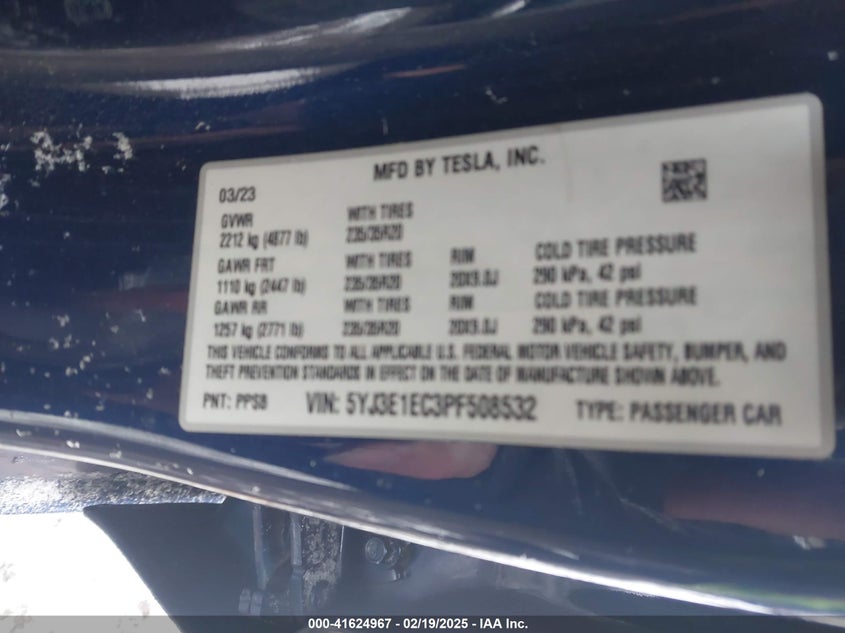 MFD BY TESLA, INC.
03/23
GVWR WITH TIRES
2212 kg (4877 lb) 235/35R20
GAWR FRT WITH TIRES RIM COLD TIRE PRESSURE
1110 kg (2447 lb) 235/35R20 20X9.0J 290 kPa, 42 psi
GAWR RR WITH TIRES RIM COLD TIRE PRESSURE
1257 kg (2771 lb) 235/35R20 20X9.0J 290 kPa, 42 psi
THIS VEHICLE CONFORMS TO ALL APPLICABLE U.S. FEDERAL MOTOR VEHICLE SAFETY, BUMPER, AND
THEFT PREVENTION STANDARDS IN EFFECT ON THE DATE OF MANUFACTURE SHOWN ABOVE.
PNT: PPSB VIN: 5YJ3E1EC3PF508532 TYPE: PASSENGER CAR
000-41624967 - 02/19/2025 - IAA Inc.